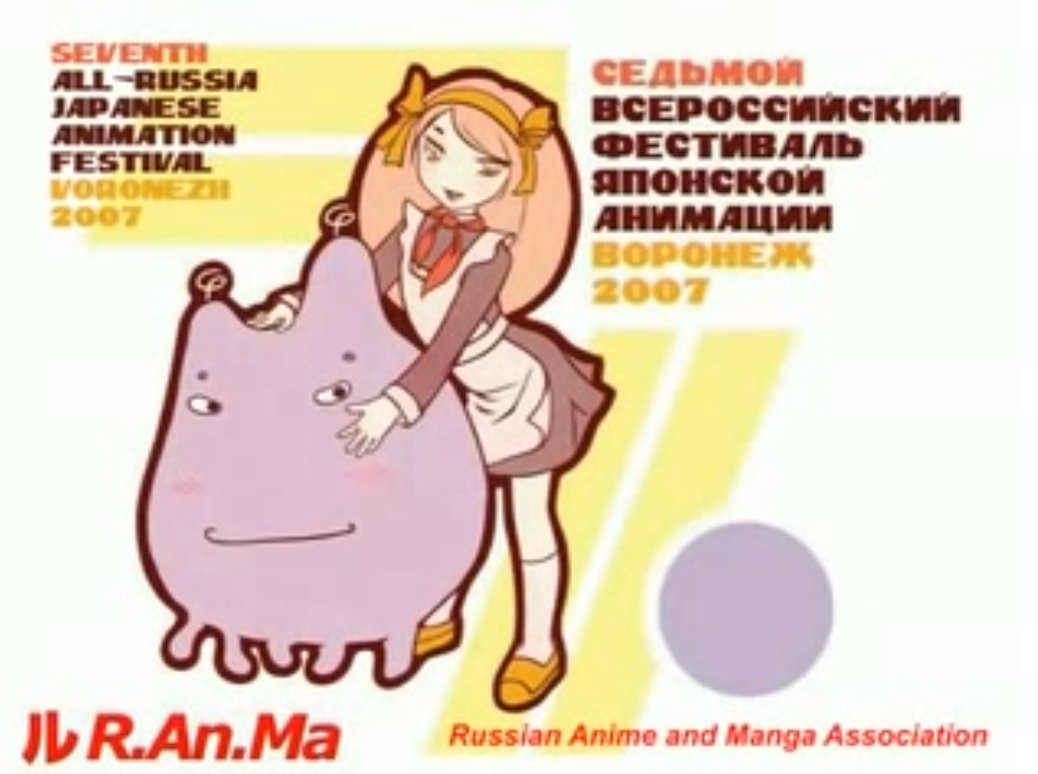 SEVENTH
ALL-RUSSIA
JAPANESE
ANIMATION
FESTIVAL
VORONEZH
2007
СЕДЬМОЙ
ВСЕРОССИЙСКИЙ
ФЕСТИВАЛЬ
ЯПОНСКОЙ
АНИМАЦИИ
ВОРОНЕЖ
2007
ル R.An.Ma
Russian Anime and Manga Association